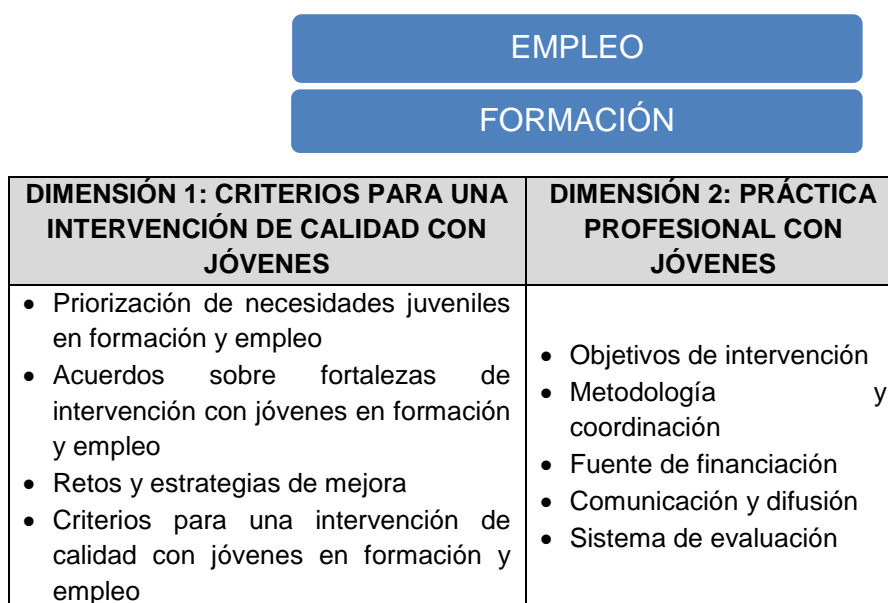 EMPLEO
FORMACIÓN
DIMENSIÓN 1: CRITERIOS PARA UNA
INTERVENCIÓN DE CALIDAD CON
JÓVENES
DIMENSIÓN 2: PRÁCTICA
PROFESIONAL CON
JÓVENES
• Priorización de necesidades juveniles
en formación y empleo
• Acuerdos sobre fortalezas de
intervención con jóvenes en formación
y empleo
• Retos y estrategias de mejora
• Criterios para una intervención de
calidad con jóvenes en formación y
empleo
• Objetivos de intervención
• Metodología y
coordinación
• Fuente de financiación
• Comunicación y difusión
• Sistema de evaluación